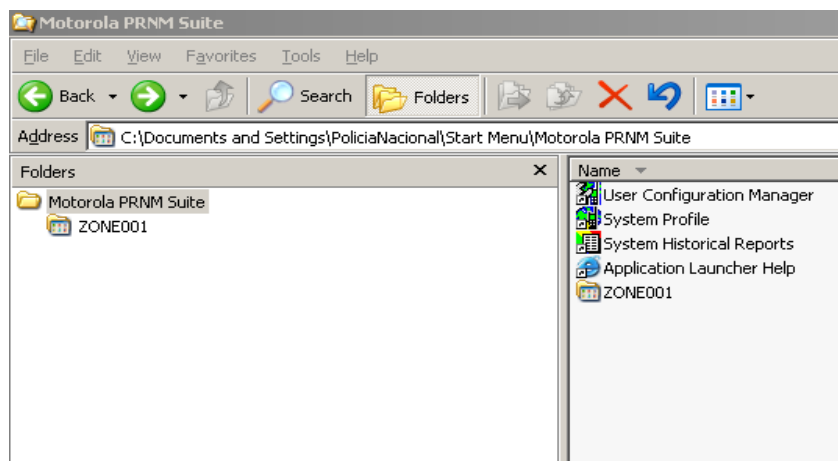 Motorola PRNM Suite
File Edit View Favorites Tools Help
Back Search Folders
Address C:\Documents and Settings\PoliciaNacional\Start Menu\Motorola PRNM Suite
Folders
Motorola PRNM Suite
ZONE001
Name
User Configuration Manager
System Profile
System Historical Reports
Application Launcher Help
ZONE001